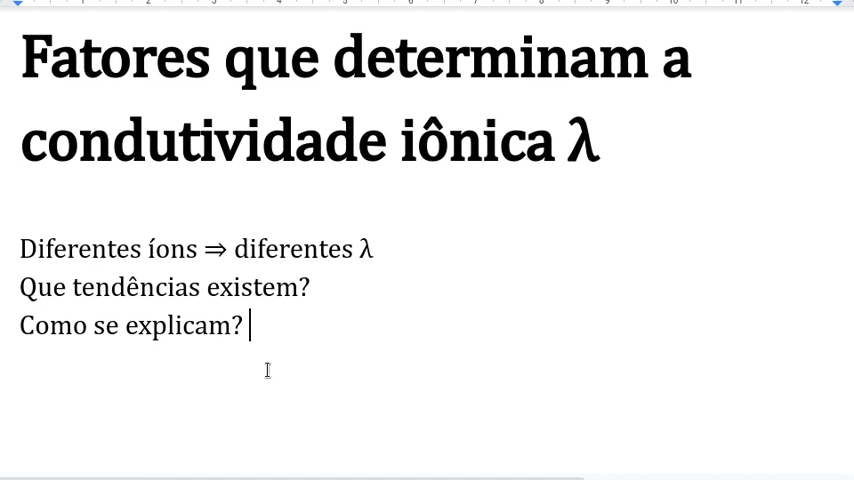 Fatores que determinam a
condutividade iônica λ
Diferentes íons ⇒ diferentes λ
Que tendências existem?
Como se explicam?